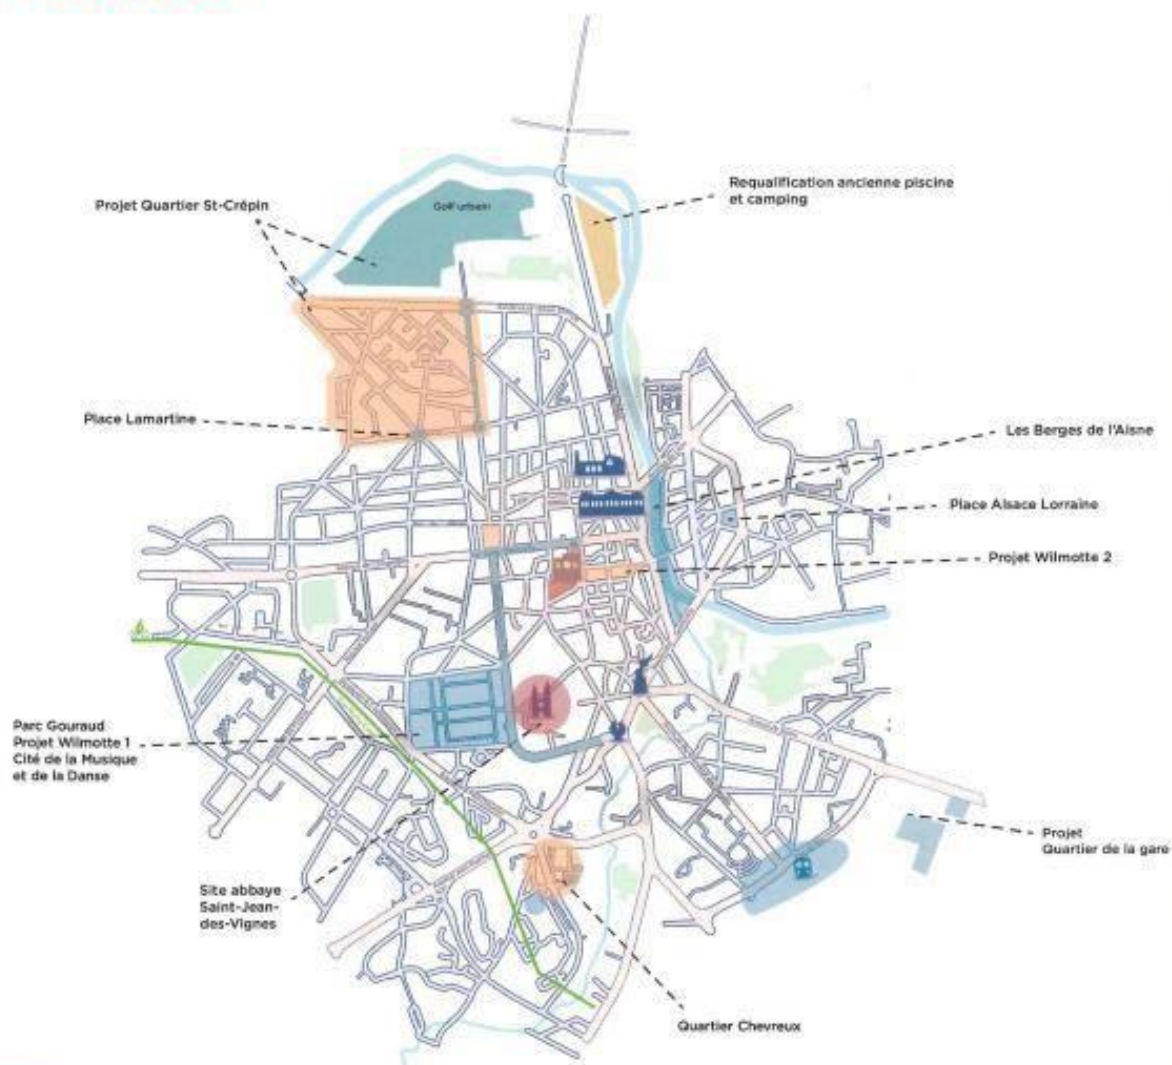 Requalification ancienne piscine
et camping
Projet Quartier St-Crépin
Golf urbain
Place Lamartine
Les Berges de l'Aisne
Place Alsace Lorraine
Projet Wilmotte 2
Parc Gouraud
Projet Wilmotte 1
Cité de la Musique
et de la Danse
Projet
Quartier de la gare
Site abbaye
Saint-Jean-
des-Vignes
Quartier Chevreux